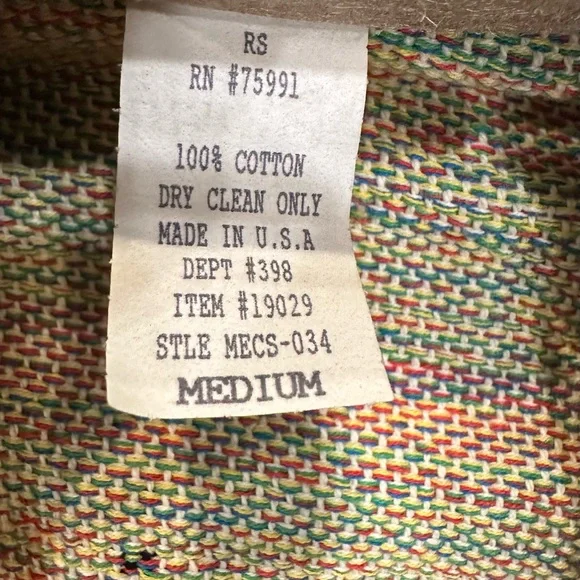 RS
RN #75991
100% COTTON
DRY CLEAN ONLY
MADE IN U.S.A
DEPT #398
ITEM #19029
STLE MECS-034
MEDIUM